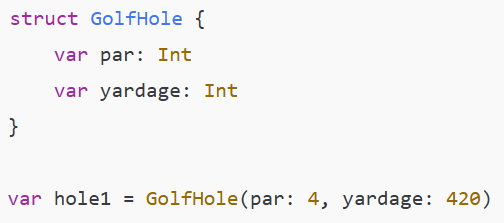 struct GolfHole {
    var par: Int
    var yardage: Int
}
var hole1 = GolfHole(par: 4, yardage: 420)